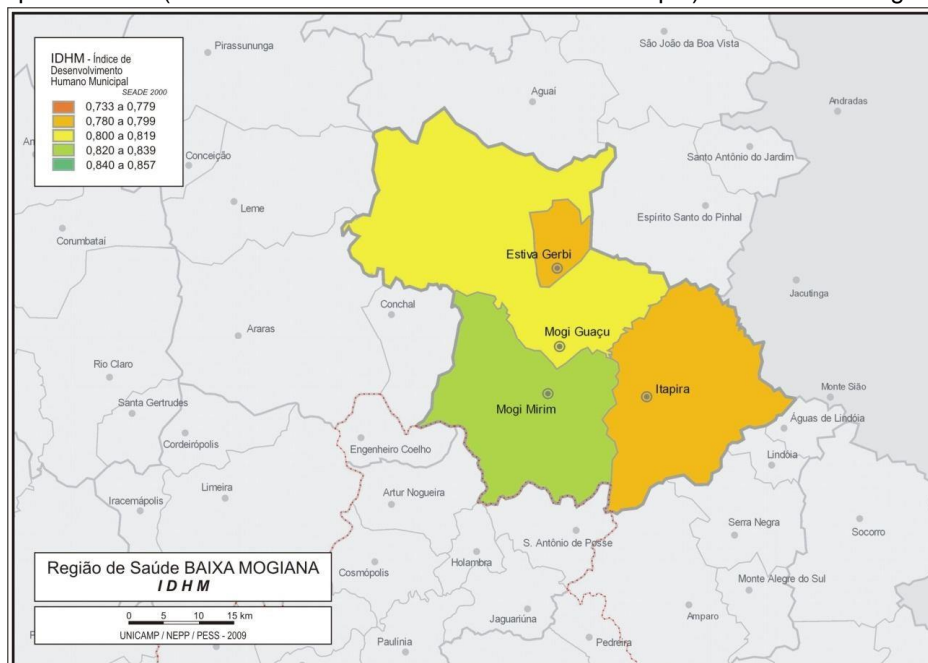 IDHM - Índice de
Desenvolvimento
Humano Municipal
SEADE 2000
0,733 a 0,779
0,780 a 0,799
0,800 a 0,819
0,820 a 0,839
0,840 a 0,857
Pirassununga
São João da Boa Vista
Aguaí
Andradas
Conceição
Santo Antônio do Jardim
Leme
Espírito Santo do Pinhal
Corumbataí
Estiva Gerbi
Jacutinga
Conchal
Araras
Mogi Guaçu
Rio Claro
Mogi Mirim
Itapira
Monte Sião
Santa Gertrudes
Águas de Lindóia
Cordeirópolis
Engenheiro Coelho
Lindóia
Limeira
Artur Nogueira
Iracemápolis
Serra Negra
Socorro
S. Antônio de Posse
Holambra
Cosmópolis
Monte Alegre do Sul
Jaguariúna
Amparo
Paulínia
Pedreira
Região de Saúde BAIXA MOGIANA
IDHM
0 5 10 15 km
UNICAMP / NEPP / PESS - 2009